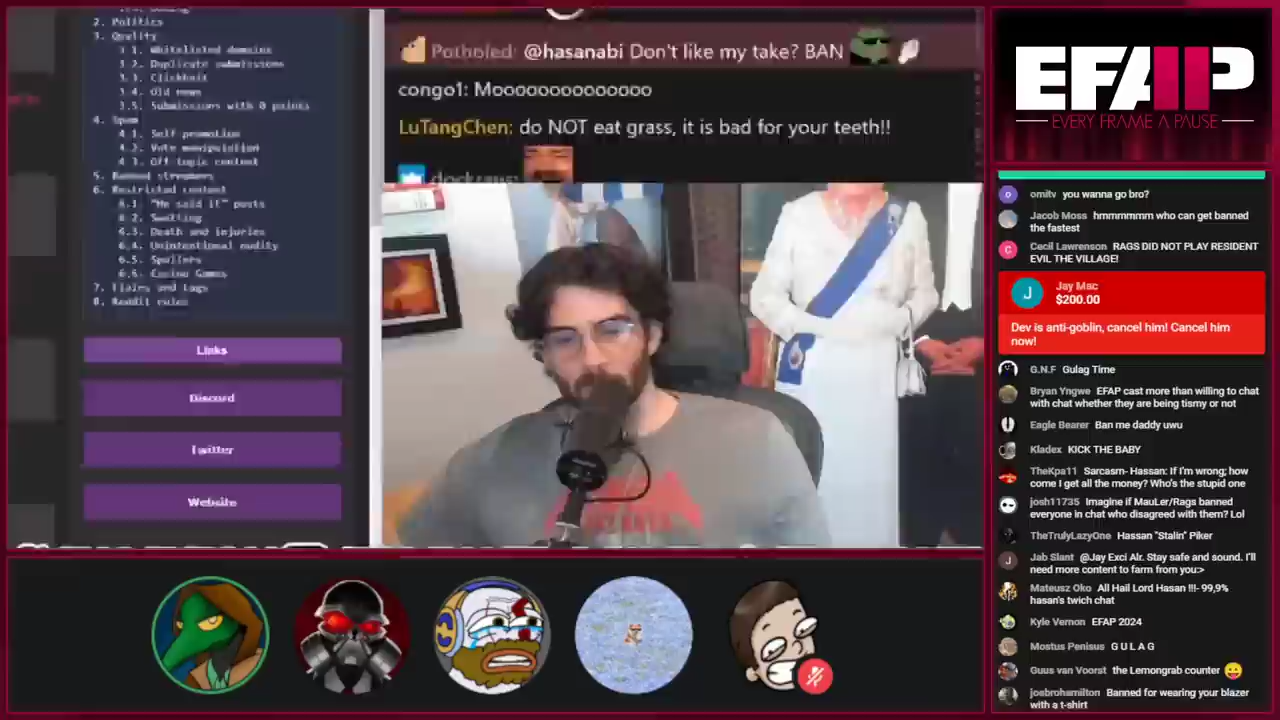 2. Politics
3. Quality
3.1. Whitelisted domains
3.2. Duplicate submissions
3.3. Clickbait
3.4. Old news
3.5. Submissions with 0 points
4. Spam
4.1. Self promotion
4.2. Vote manipulation
4.3. Off topic content
5. Banned streamers
6. Restricted content
6.1. "He said it" posts
6.2. Swatting
6.3. Death and injuries
6.4. Unintentional nudity
6.5. Spoilers
6.6. Casino Games
7. Flairs and tags
8. Reddit rules
Links
Discord
Twitter
Website
Potholed: @hasanabi Don't like my take? BAN
congo1: Moooooooooooooo
LuTangChen: do NOT eat grass, it is bad for your teeth!!
EFAP
EVERY FRAME A PAUSE
omitv you wanna go bro?
Jacob Moss hmmmmmm who can get banned
the fastest
Cecil Lawrenson RAGS DID NOT PLAY RESIDENT
EVIL THE VILLAGE!
J
Jay Mac
$200.00
Dev is anti-goblin, cancel him! Cancel him
now!
G.N.F Gulag Time
Bryan Yngwe EFAP cast more than willing to chat
with chat whether they are being tismy or not
Eagle Bearer Ban me daddy uwu
Kladex KICK THE BABY
TheKpa11 Sarcasm- Hassan: If I'm wrong; how
come I get all the money? Who's the stupid one
josh11735 Imagine if MauLer/Rags banned
everyone in chat who disagreed with them? Lol
TheTrulyLazyOne Hassan "Stalin" Piker
Jab Slant @Jay Exci Alr. Stay safe and sound. I'll
need more content to farm from you:>
Mateusz Oko All Hail Lord Hasan !!!- 99,9%
hasan's twich chat
Kyle Vernon EFAP 2024
Mostus Penisus G U L A G
Guus van Voorst the Lemongrab counter
josbrohamilton Banned for wearing your blazer
with a t-shirt